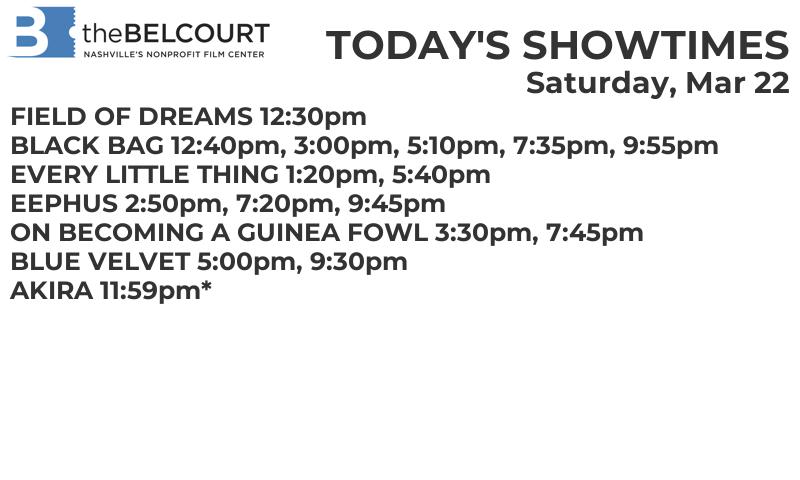 B theBELCOURT
NASHVILLE'S NONPROFIT FILM CENTER
TODAY'S SHOWTIMES
Saturday, Mar 22
FIELD OF DREAMS 12:30pm
BLACK BAG 12:40pm, 3:00pm, 5:10pm, 7:35pm, 9:55pm
EVERY LITTLE THING 1:20pm, 5:40pm
EEPHUS 2:50pm, 7:20pm, 9:45pm
ON BECOMING A GUINEA FOWL 3:30pm, 7:45pm
BLUE VELVET 5:00pm, 9:30pm
AKIRA 11:59pm*